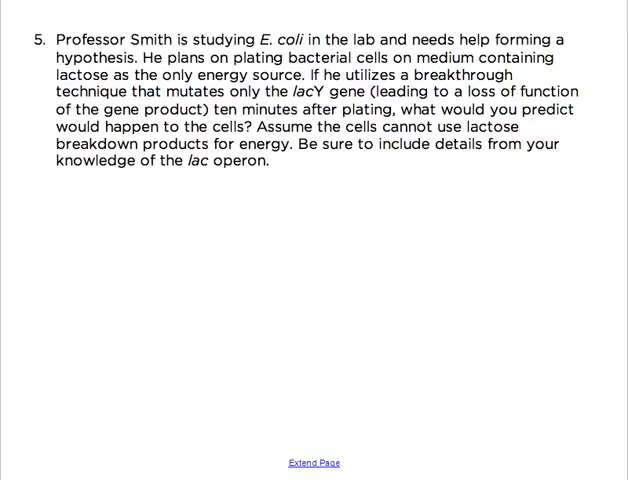 5. Professor Smith is studying E. coli in the lab and needs help forming a
hypothesis. He plans on plating bacterial cells on medium containing
lactose as the only energy source. If he utilizes a breakthrough
technique that mutates only the lacY gene (leading to a loss of function
of the gene product) ten minutes after plating, what would you predict
would happen to the cells? Assume the cells cannot use lactose
breakdown products for energy. Be sure to include details from your
knowledge of the lac operon.
Extend Page